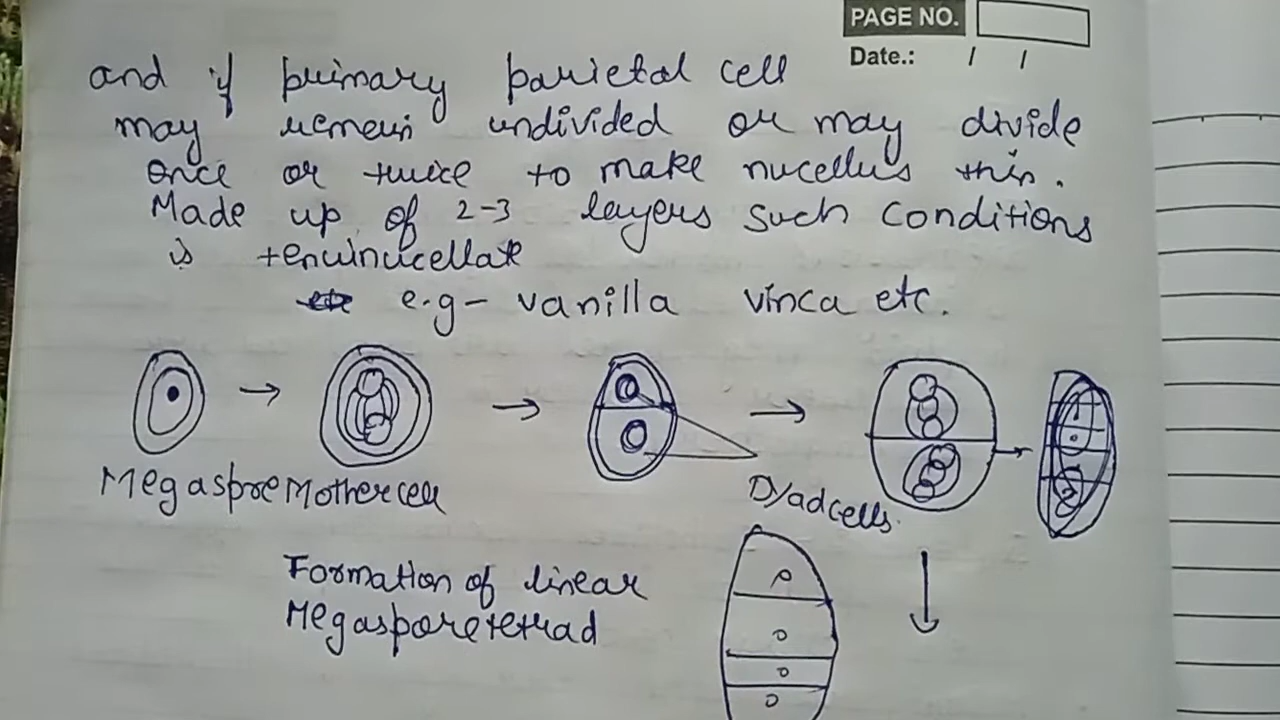 PAGE NO.
Date.: / /
and if primary parietal cell
may remein undivided or may divide
once or twice to make nucellus thin.
Made up of 2-3 layers such conditions
is tenuinucellate
e.g- vanilla vinca etc.
Megaspore Mother cell
Dyad cells.
Formation of linear
Megaspore tetrad